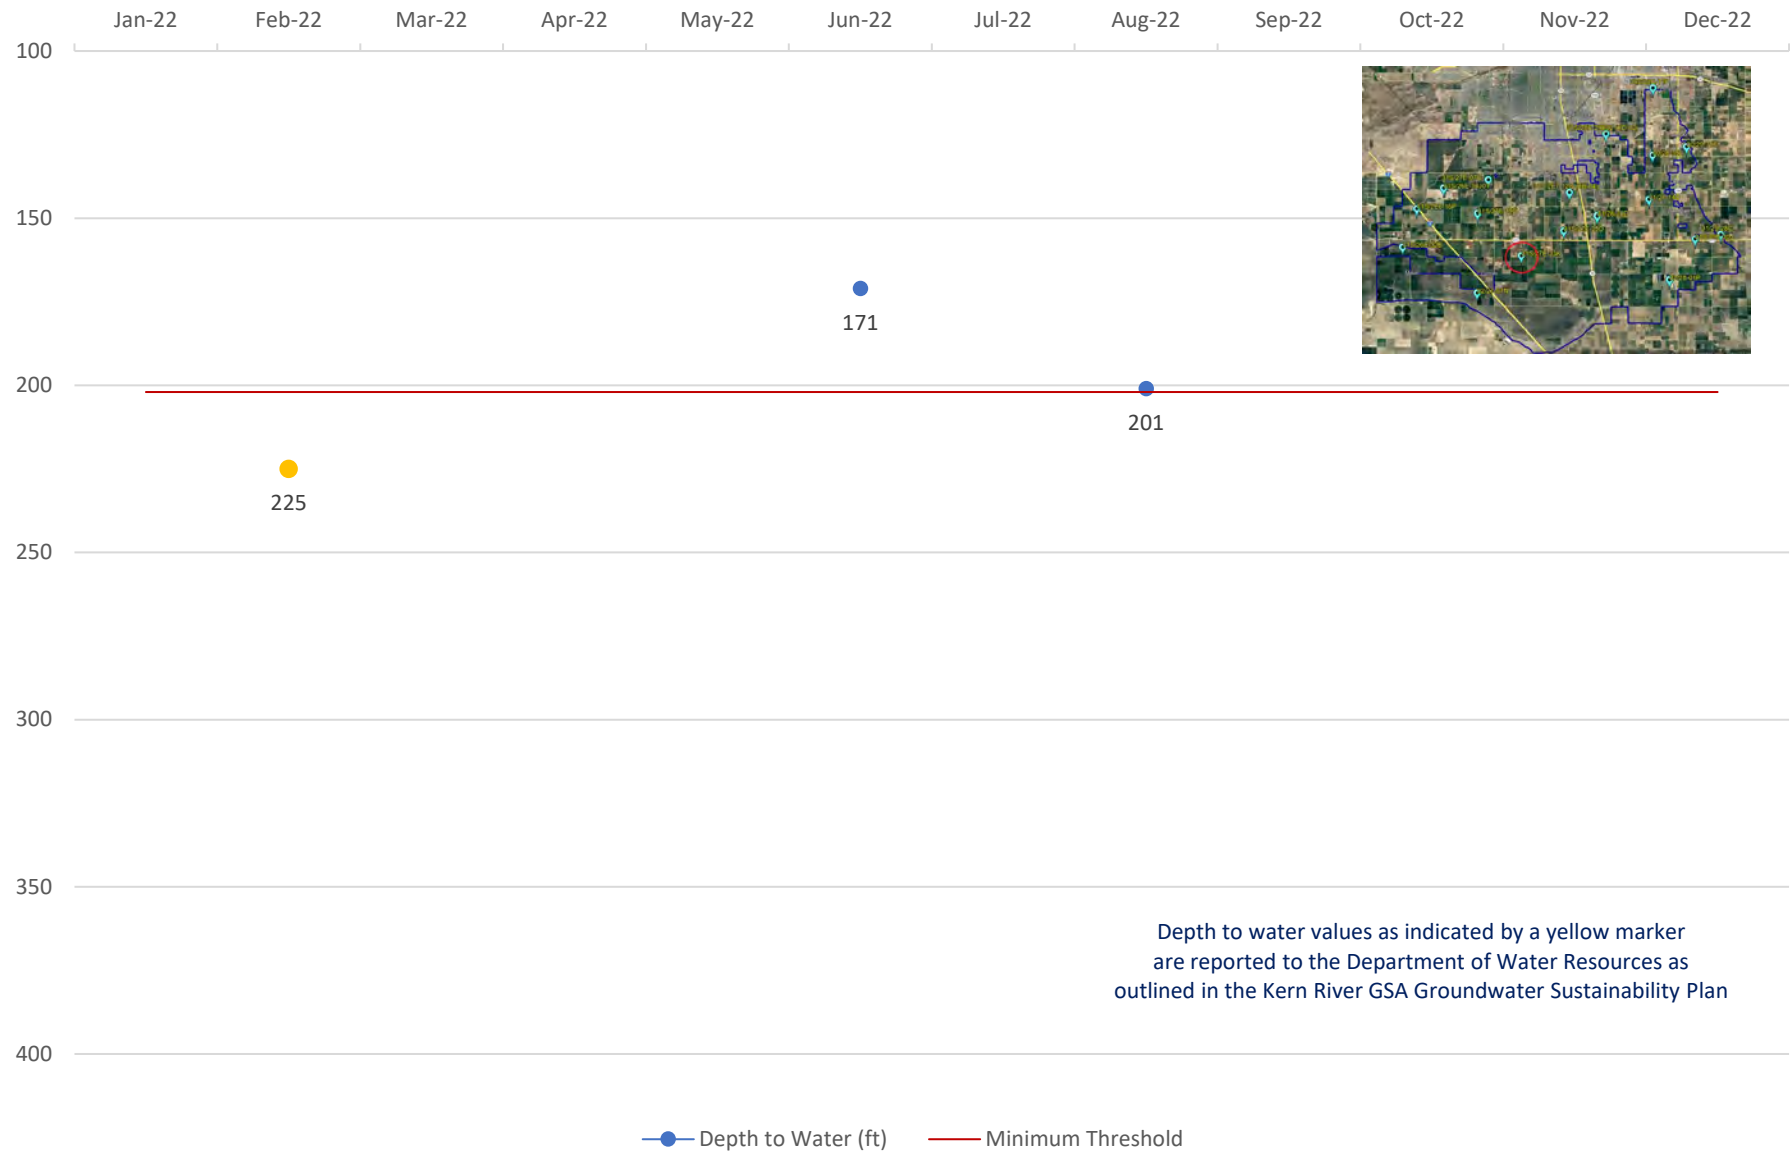 Jan-22 Feb-22 Mar-22 Apr-22 May-22 Jun-22 Jul-22 Aug-22 Sep-22 Oct-22 Nov-22 Dec-22
100
150
171
200
201
225
250
300
350
Depth to water values as indicated by a yellow marker
are reported to the Department of Water Resources as
outlined in the Kern River GSA Groundwater Sustainability Plan
400
Depth to Water (ft) Minimum Threshold